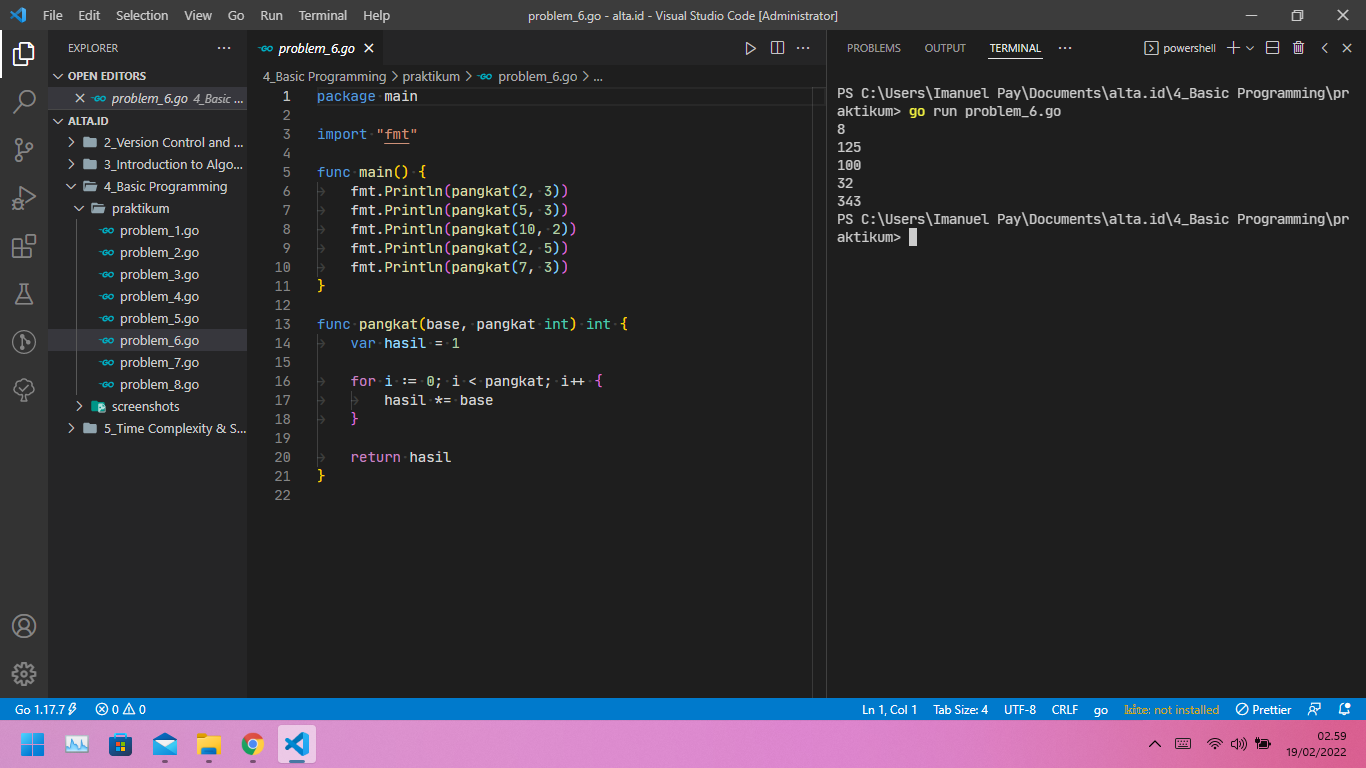 File Edit Selection View Go Run Terminal Help
problem_6.go - alta.id - Visual Studio Code [Administrator]
EXPLORER
OPEN EDITORS
problem_6.go 4_Basic ...
ALTA.ID
2_Version Control and ...
3_Introduction to Algo...
4_Basic Programming
praktikum
problem_1.go
problem_2.go
problem_3.go
problem_4.go
problem_5.go
problem_6.go
problem_7.go
problem_8.go
screenshots
5_Time Complexity & S...
problem_6.go
4_Basic Programming > praktikum > problem_6.go > ...
1 package main
2
3 import "fmt"
4
5 func main() {
6 fmt.Println(pangkat(2, 3))
7 fmt.Println(pangkat(5, 3))
8 fmt.Println(pangkat(10, 2))
9 fmt.Println(pangkat(2, 5))
10 fmt.Println(pangkat(7, 3))
11 }
12
13 func pangkat(base, pangkat int) int {
14 var hasil = 1
15
16 for i := 0; i < pangkat; i++ {
17 hasil *= base
18 }
19
20 return hasil
21 }
22
PROBLEMS OUTPUT TERMINAL ... powershell
PS C:\Users\Imanuel Pay\Documents\alta.id\4_Basic Programming\pr
aktikum> go run problem_6.go
8
125
100
32
343
PS C:\Users\Imanuel Pay\Documents\alta.id\4_Basic Programming\pr
aktikum>
Go 1.17.7 0 0 Ln 1, Col 1 Tab Size: 4 UTF-8 CRLF go kite: not installed Prettier
02.59
19/02/2022